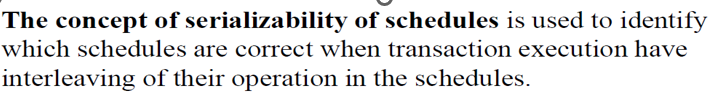 The concept of serializability of schedules is used to identify
which schedules are correct when transaction execution have
interleaving of their operation in the schedules.